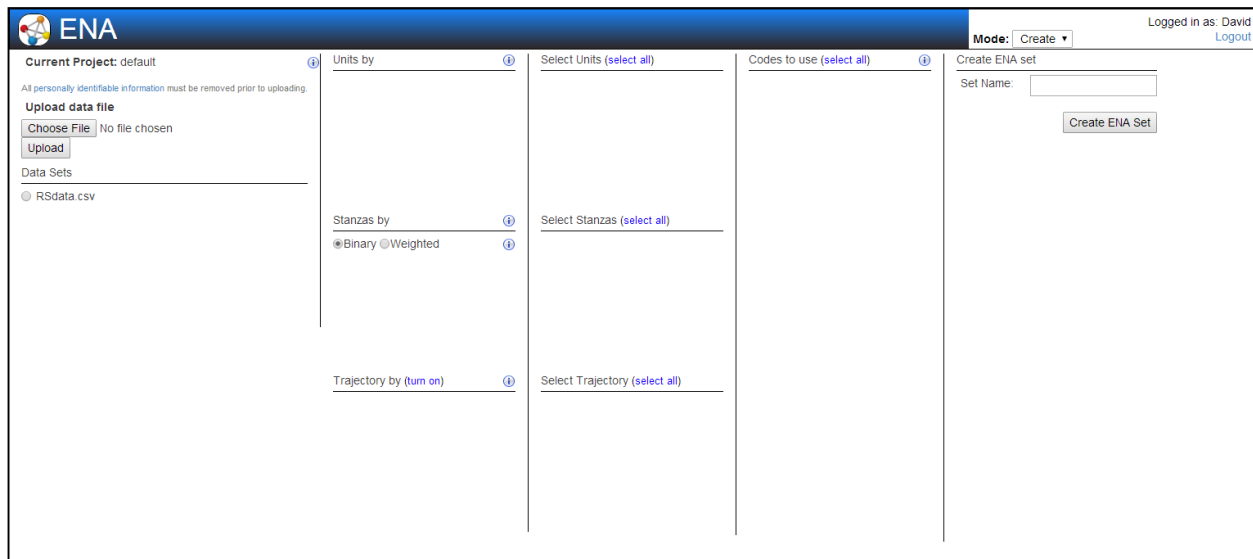 ENA
Logged in as: David
Mode: Create
Logout
Current Project: default
All personally identifiable information must be removed prior to uploading.
Upload data file
Choose File No file chosen
Upload
Data Sets
RSdata.csv
Units by
Stanzas by
Binary Weighted
Trajectory by (turn on)
Select Units (select all)
Select Stanzas (select all)
Select Trajectory (select all)
Codes to use (select all)
Create ENA set
Set Name:
Create ENA Set